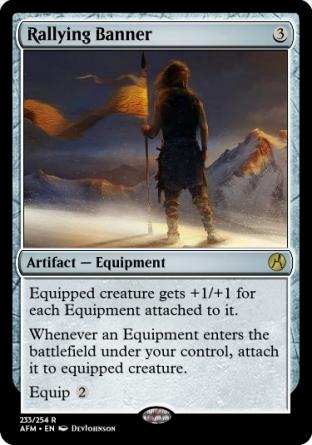 Rallying Banner 3
Artifact — Equipment
Equipped creature gets +1/+1 for
each Equipment attached to it.
Whenever an Equipment enters the
battlefield under your control, attach
it to equipped creature.
Equip 2
233/254 R
AFM • EN DevJohnson